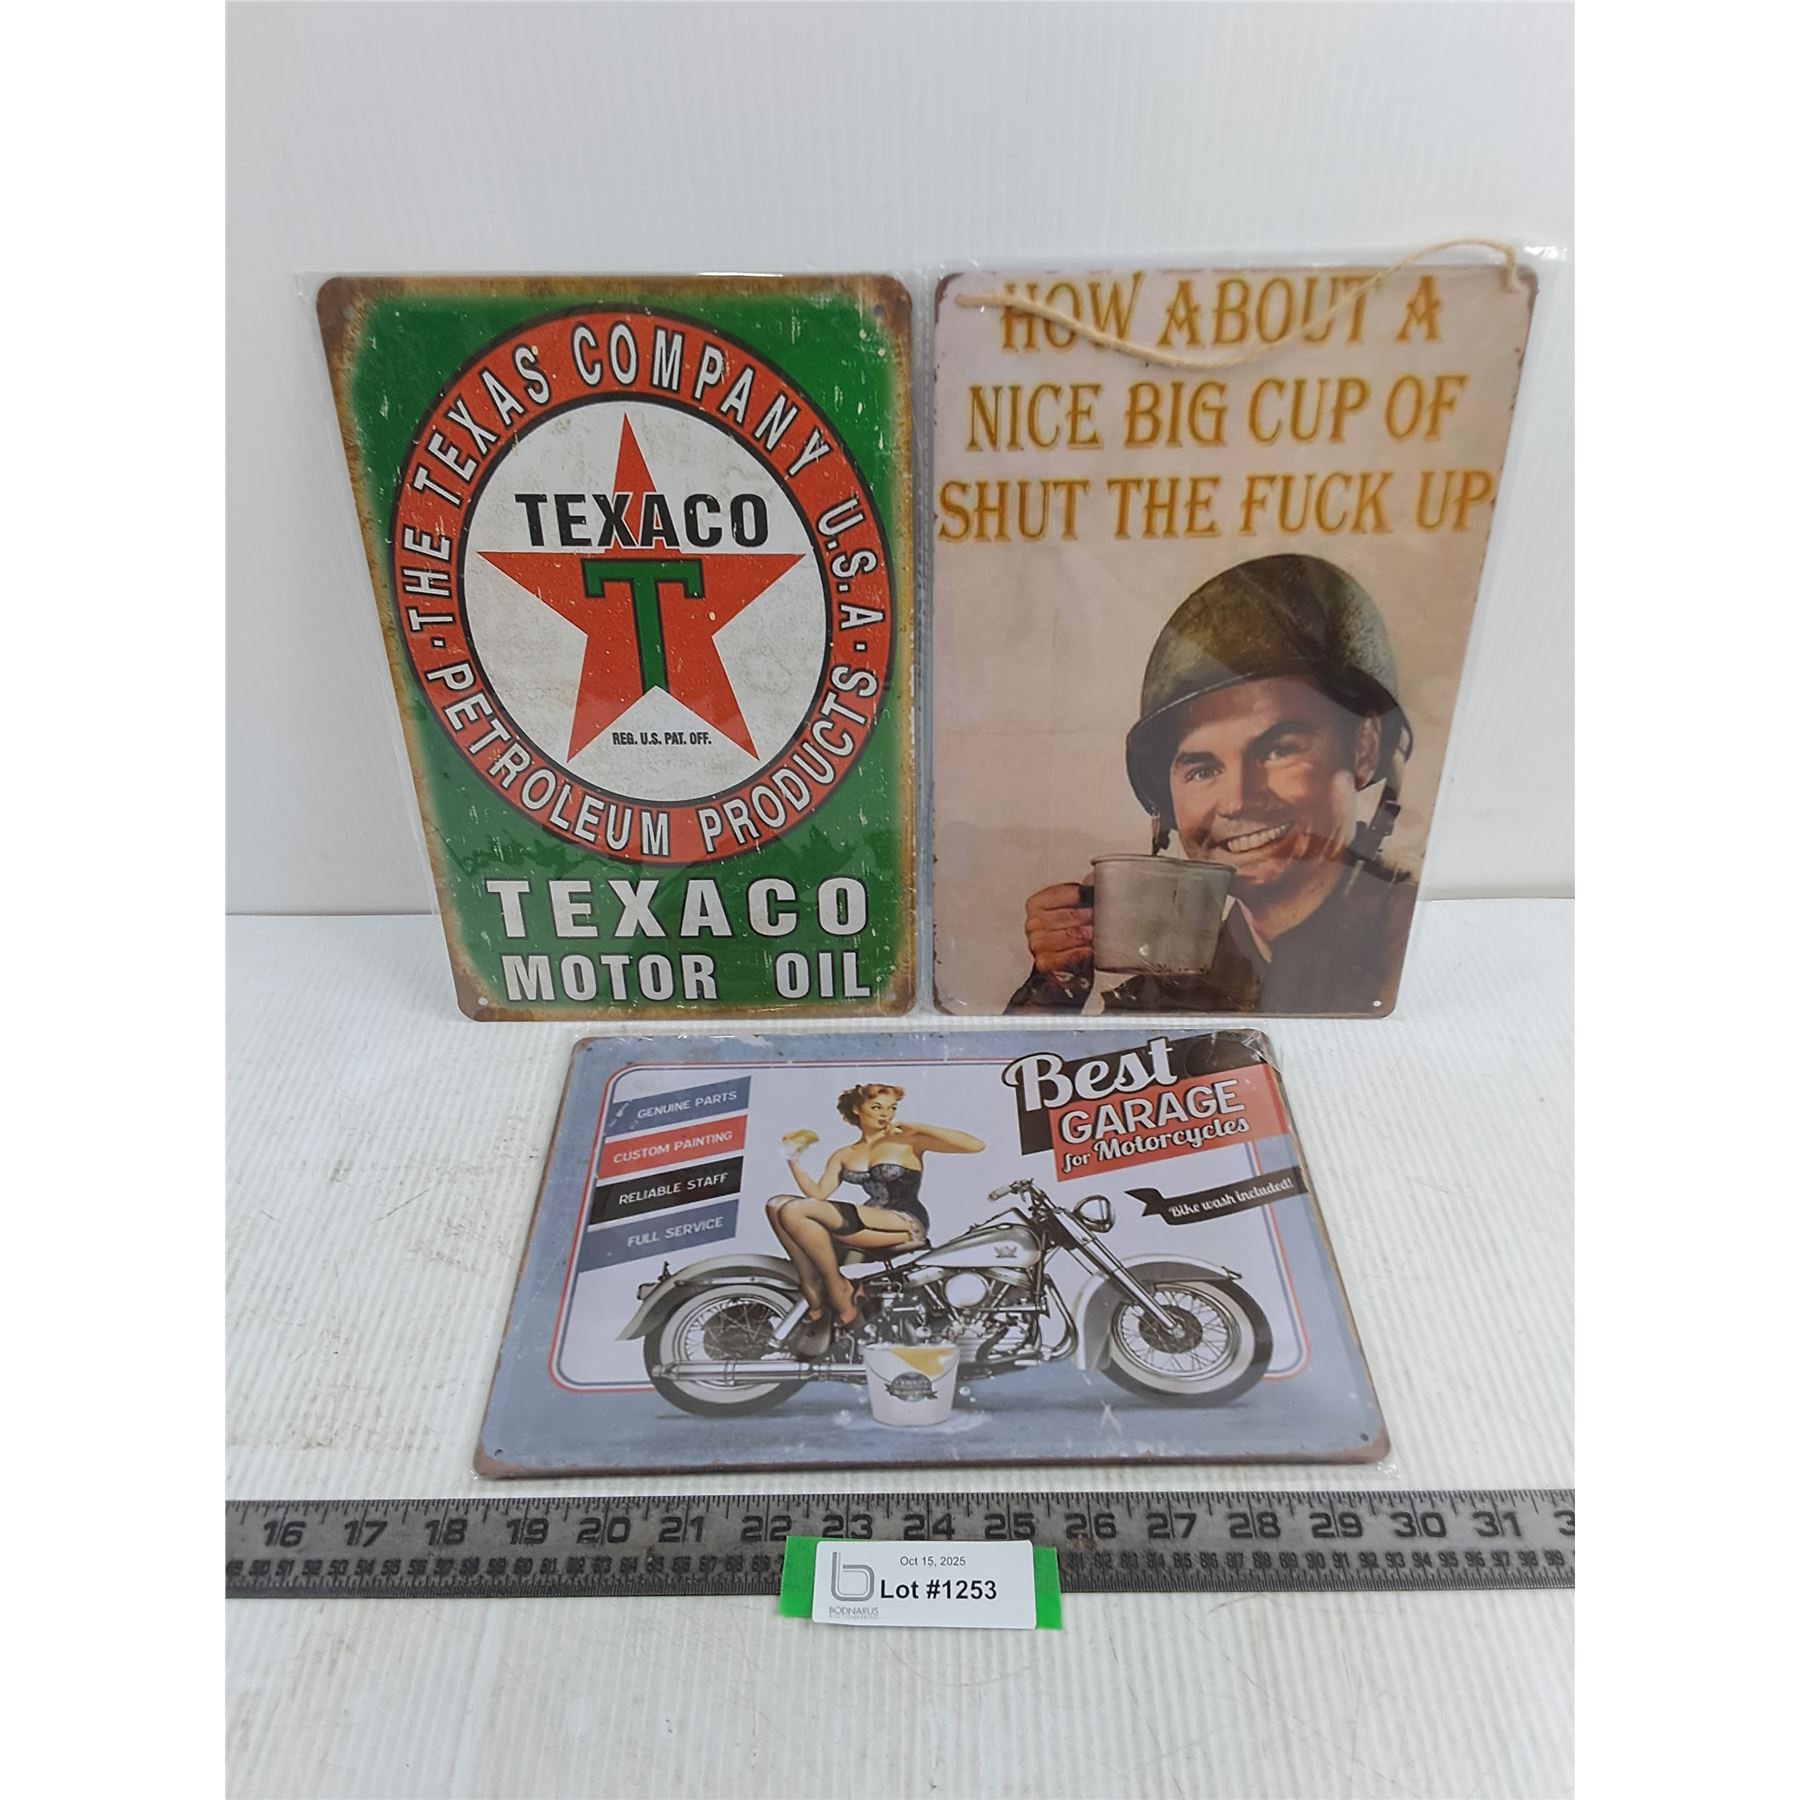 THE TEXAS COMPANY U.S.A.
TEXACO
T
REG. U.S. PAT. OFF.
PETROLEUM PRODUCTS
TEXACO
MOTOR OIL
HOW ABOUT A
NICE BIG CUP OF
SHUT THE FUCK UP
Best
GARAGE
for Motorcycles
Bike wash included!
GENUINE PARTS
CUSTOM PAINTING
RELIABLE STAFF
FULL SERVICE
16 17 18 19 20 21 22 23 24 25 26 27 28 29 30 31 3
Oct 15, 2025
Lot #1253
BODNARUS
AUCTIONEERING